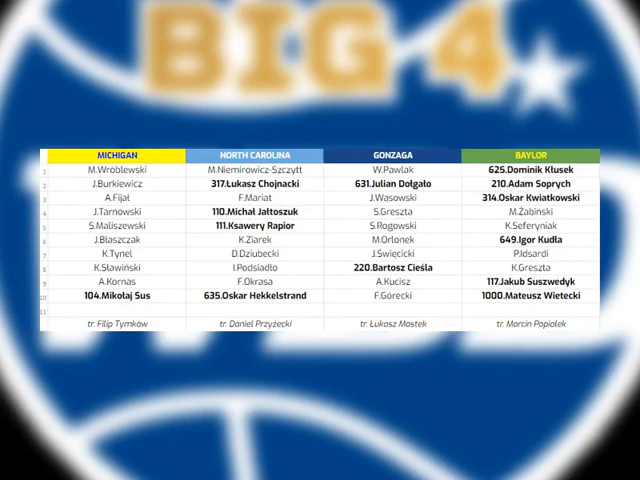 BIG 4
MICHIGAN NORTH CAROLINA GONZAGA BAYLOR
1 M.Wróblewski M.Niemirowicz-Szczytt W.Pawlak 625.Dominik Klusek
2 J.Burkiewicz 317.Łukasz Chojnacki 631.Julian Dolgało 210.Adam Soprych
3 A.Fijał F.Mariat J.Wąsowski 314.Oskar Kwiatkowski
4 J.Tarnowski 110.Michał Jałtoszuk S.Greszta M.Żabiński
5 S.Maliszewski 111.Ksawery Rapior S.Rogowski K.Seferyniak
6 J.Błaszczak K.Ziarek M.Orlonek 649.Igor Kudła
7 K.Tynel D.Dziubecki J.Święcicki P.Idsardi
8 K.Sławiński I.Podsiadło 220.Bartosz Cieśla K.Greszta
9 A.Kornas F.Okrasa A.Kucisz 117.Jakub Suszwedyk
10 104.Mikołaj Sus 635.Oskar Hekkelstrand F.Górecki 1000.Mateusz Wietecki
11
tr. Filip Tymków tr. Daniel Przyzecki tr. Łukasz Mostek tr. Marcin Popiołek